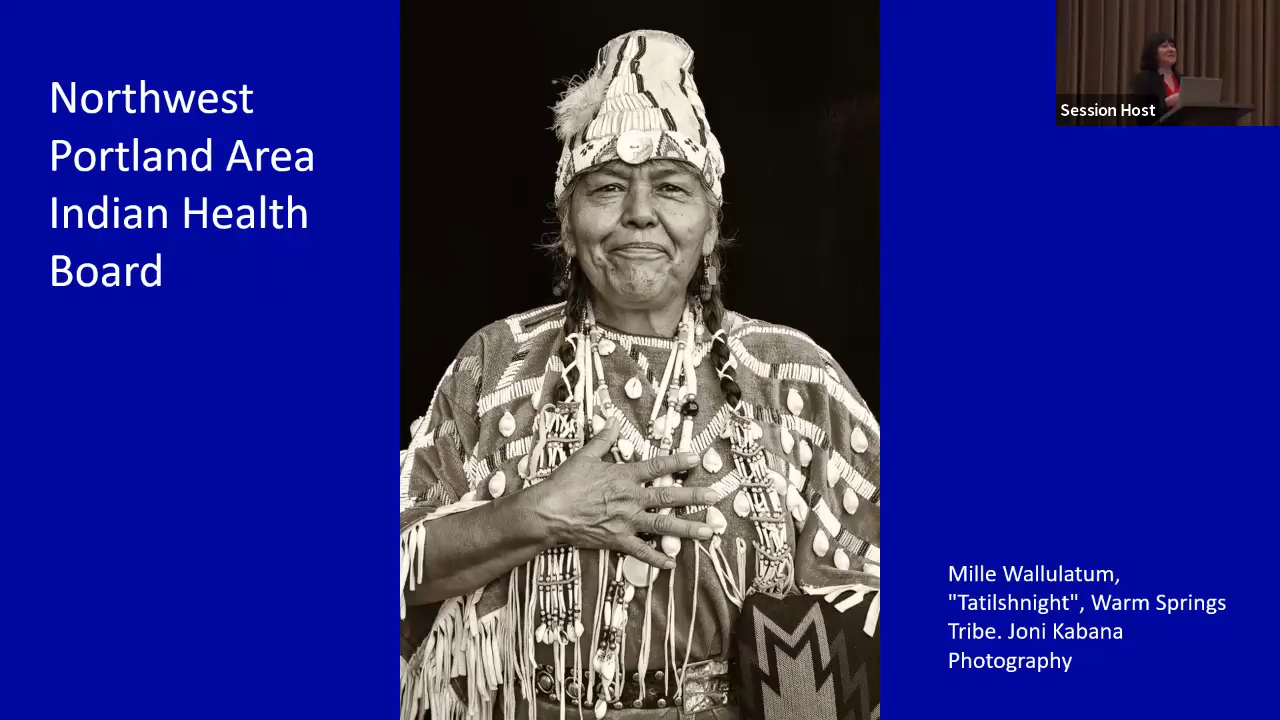 Northwest
Portland Area
Indian Health
Board
Session Host
Mille Wallulatum,
"Tatilshnight", Warm Springs
Tribe. Joni Kabana
Photography